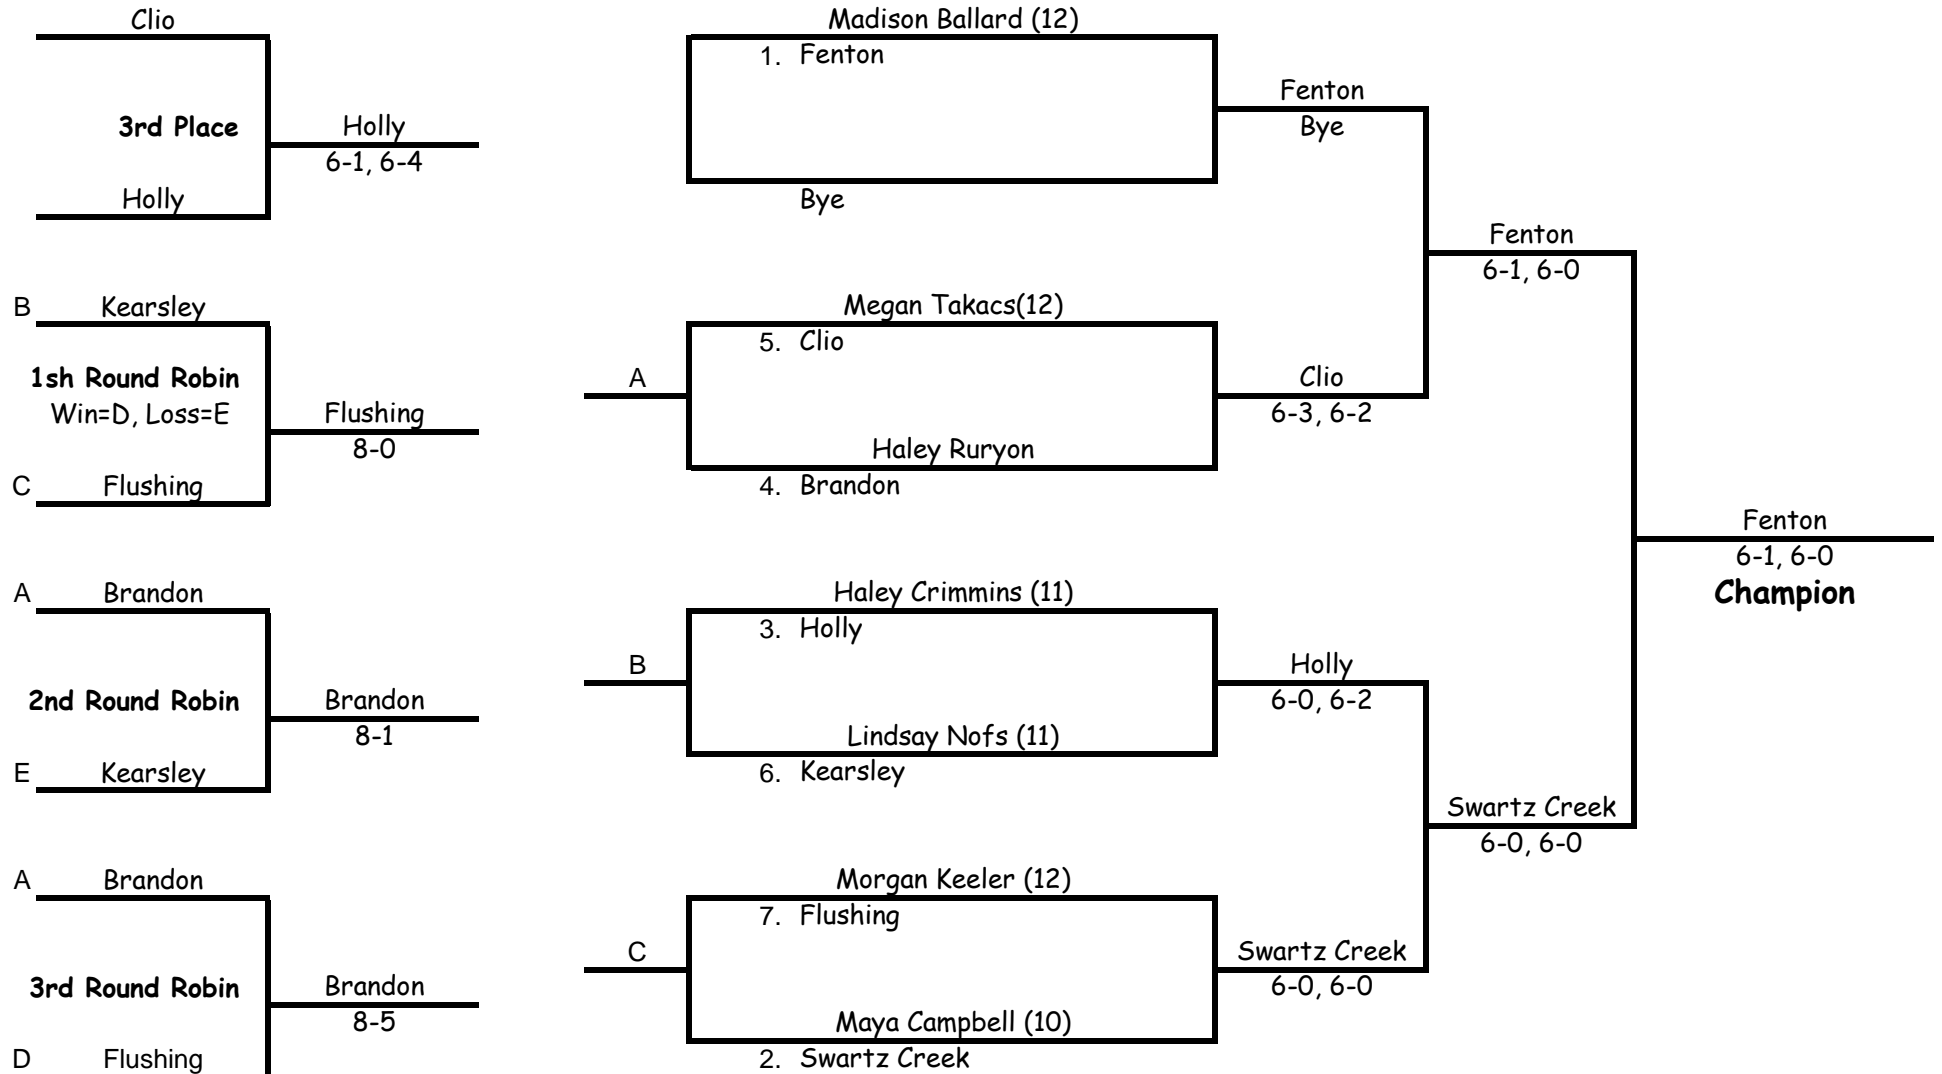 Clio
3rd Place
Holly
6-1, 6-4
Holly
B Kearsley
1sh Round Robin
Win=D, Loss=E
Flushing
8-0
C Flushing
A Brandon
2nd Round Robin
Brandon
8-1
E Kearsley
A Brandon
3rd Round Robin
Brandon
8-5
D Flushing
Madison Ballard (12)
1. Fenton
Bye
Fenton
Bye
Megan Takacs(12)
5. Clio
A
Haley Ruryon
4. Brandon
Clio
6-3, 6-2
Fenton
6-1, 6-0
Haley Crimmins (11)
3. Holly
B
Lindsay Nofs (11)
6. Kearsley
Holly
6-0, 6-2
Morgan Keeler (12)
7. Flushing
C
Maya Campbell (10)
2. Swartz Creek
Swartz Creek
6-0, 6-0
Swartz Creek
6-0, 6-0
Fenton
6-1, 6-0
Champion